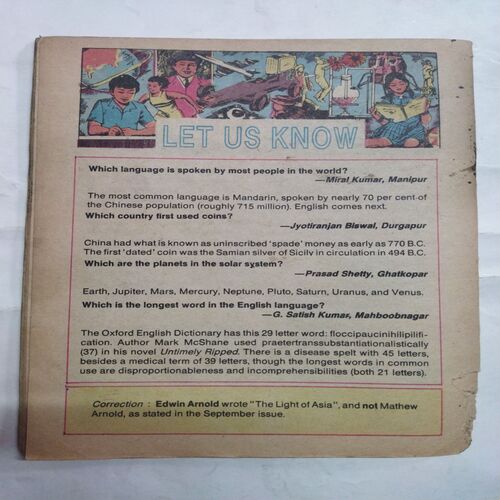 LET US KNOW
Which language is spoken by most people in the world?
—Miral Kumar, Manipur
The most common language is Mandarin, spoken by nearly 70 per cent of
the Chinese population (roughly 715 million). English comes next.
Which country first used coins?
—Jyotiranjan Biswal, Durgapur
China had what is known as uninscribed 'spade' money as early as 770 B.C.
The first 'dated' coin was the Samian silver of Sicily in circulation in 494 B.C.
Which are the planets in the solar system?
—Prasad Shetty, Ghatkopar
Earth, Jupiter, Mars, Mercury, Neptune, Pluto, Saturn, Uranus, and Venus.
Which is the longest word in the English language?
—G. Satish Kumar, Mahboobnagar
The Oxford English Dictionary has this 29 letter word: floccipaucinihilipilifi-
cation. Author Mark McShane used praetertranssubstantiationalistically
(37) in his novel Untimely Ripped. There is a disease spelt with 45 letters,
besides a medical term of 39 letters, though the longest words in common
use are disproportionableness and incomprehensibilities (both 21 letters).
Correction : Edwin Arnold wrote "The Light of Asia", and not Mathew
Arnold, as stated in the September issue.